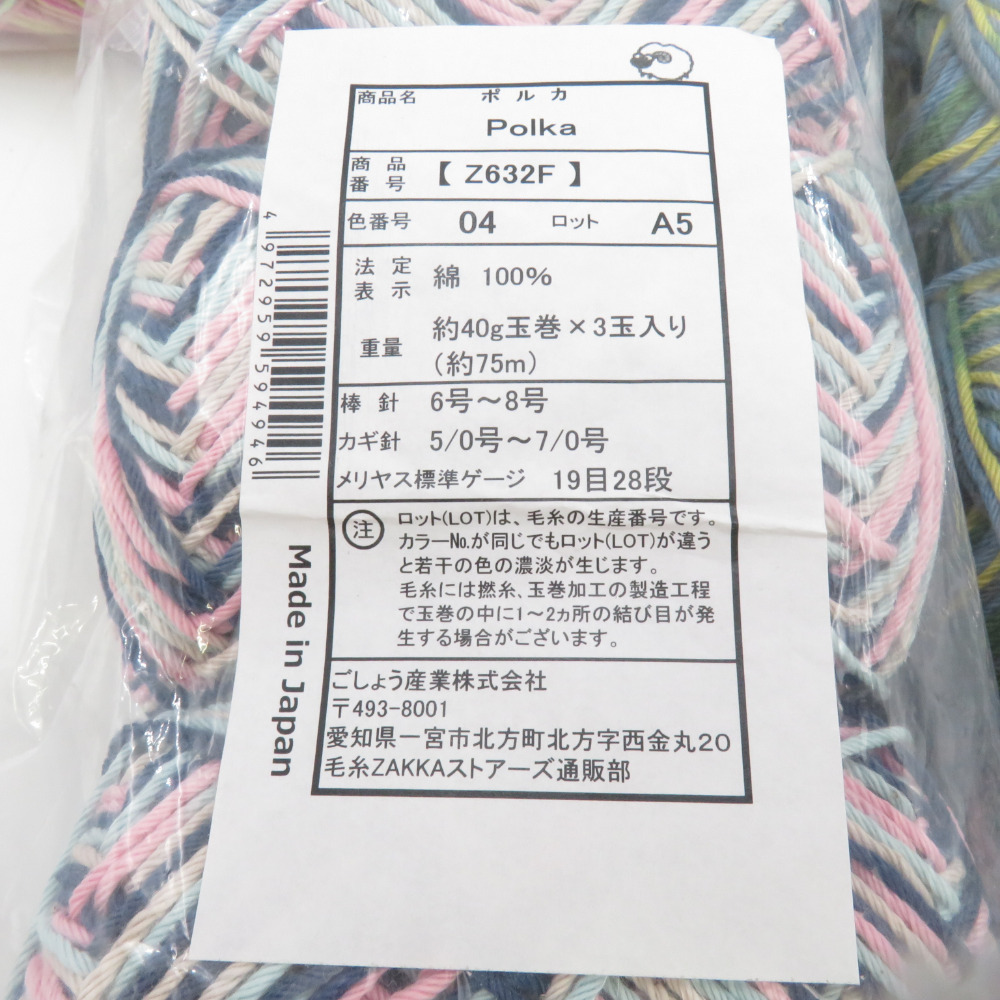 商品名 ポルカ
Polka
商品番号 【 Z632F 】
色番号 04 ロット A5
法定表示 綿 100%
重量 約40g玉巻×3玉入り
(約75m)
棒針 6号～8号
カギ針 5/0号～7/0号
メリヤス標準ゲージ 19目28段
注 ロット(LOT)は、毛糸の生産番号です。
カラーNo.が同じでもロット(LOT)が違う
と若干の色の濃淡が生じます。
毛糸には撚糸、玉巻加工の製造工程
で玉巻の中に1～2ヵ所の結び目が発
生する場合がございます。
ごしょう産業株式会社
〒493-8001
愛知県一宮市北方町北方字西金丸20
毛糸ZAKKAストアーズ通販部
4972959594946
Made in Japan